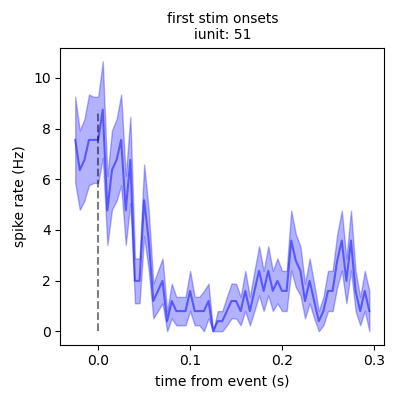 first stim onsets
iunit: 51
spike rate (Hz)
10
8
6
4
2
0
0.0 0.1 0.2 0.3
time from event (s)